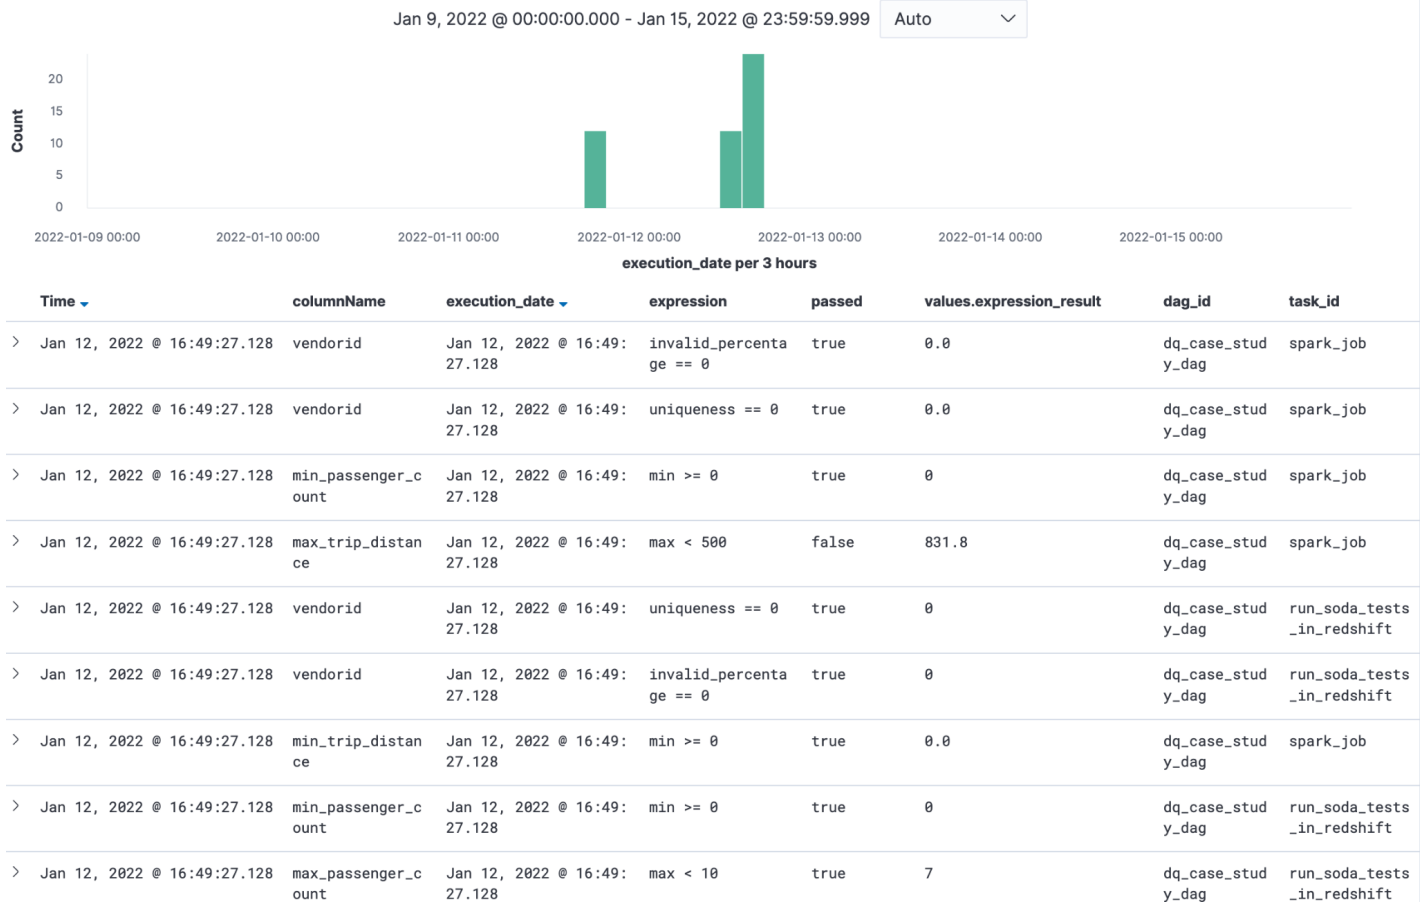 Jan 9, 2022 @ 00:00:00.000 - Jan 15, 2022 @ 23:59:59.999 Auto
Count
20
15
10
5
0
2022-01-09 00:00 2022-01-10 00:00 2022-01-11 00:00 2022-01-12 00:00 2022-01-13 00:00 2022-01-14 00:00 2022-01-15 00:00
execution_date per 3 hours
Time columnName execution_date expression passed values.expression_result dag_id task_id
Jan 12, 2022 @ 16:49:27.128 vendorid Jan 12, 2022 @ 16:49: invalid_percenta true 0.0 dq_case_stud spark_job
27.128 ge == 0 y_dag
Jan 12, 2022 @ 16:49:27.128 vendorid Jan 12, 2022 @ 16:49: uniqueness == 0 true 0.0 dq_case_stud spark_job
27.128 y_dag
Jan 12, 2022 @ 16:49:27.128 min_passenger_c Jan 12, 2022 @ 16:49: min >= 0 true 0 dq_case_stud spark_job
ount 27.128 y_dag
Jan 12, 2022 @ 16:49:27.128 max_trip_distan Jan 12, 2022 @ 16:49: max < 500 false 831.8 dq_case_stud spark_job
ce 27.128 y_dag
Jan 12, 2022 @ 16:49:27.128 vendorid Jan 12, 2022 @ 16:49: uniqueness == 0 true 0 dq_case_stud run_soda_tests
27.128 y_dag _in_redshift
Jan 12, 2022 @ 16:49:27.128 vendorid Jan 12, 2022 @ 16:49: invalid_percenta true 0 dq_case_stud run_soda_tests
27.128 ge == 0 y_dag _in_redshift
Jan 12, 2022 @ 16:49:27.128 min_trip_distan Jan 12, 2022 @ 16:49: min >= 0 true 0.0 dq_case_stud spark_job
ce 27.128 y_dag
Jan 12, 2022 @ 16:49:27.128 min_passenger_c Jan 12, 2022 @ 16:49: min >= 0 true 0 dq_case_stud run_soda_tests
ount 27.128 y_dag _in_redshift
Jan 12, 2022 @ 16:49:27.128 max_passenger_c Jan 12, 2022 @ 16:49: max < 10 true 7 dq_case_stud run_soda_tests
ount 27.128 y_dag _in_redshift